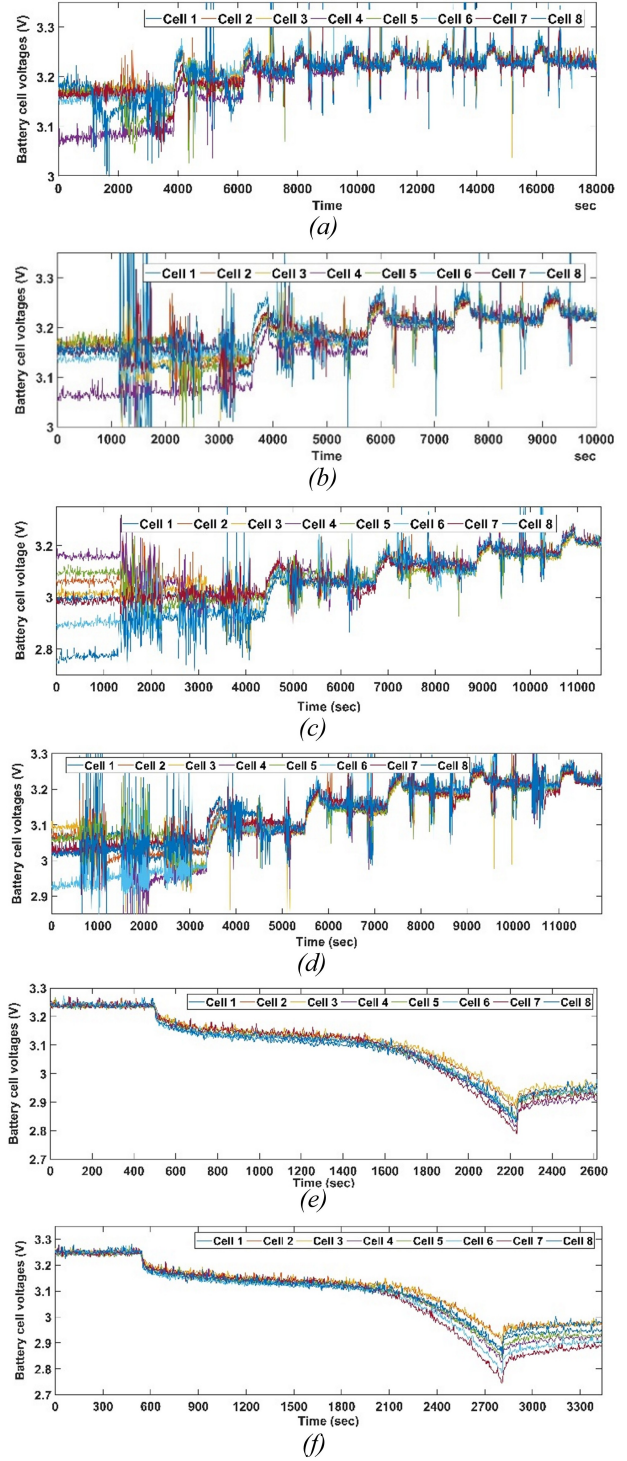 Battery cell voltages (V)
3.3
3.2
3.1
3
Cell 1 Cell 2 Cell 3 Cell 4 Cell 5 Cell 6 Cell 7 Cell 8
0 2000 4000 6000 8000 10000 12000 14000 16000 18000
Time sec
(a)
Battery cell voltages (V)
3.3
3.2
3.1
3
Cell 1 Cell 2 Cell 3 Cell 4 Cell 5 Cell 6 Cell 7 Cell 8
0 1000 2000 3000 4000 5000 6000 7000 8000 9000 10000
Time sec
(b)
Battery cell voltage (V)
3.2
3
2.8
Cell 1 Cell 2 Cell 3 Cell 4 Cell 5 Cell 6 Cell 7 Cell 8
0 1000 2000 3000 4000 5000 6000 7000 8000 9000 10000 11000
Time (sec)
(c)
Battery cell voltages (V)
3.3
3.2
3.1
3
2.9
Cell 1 Cell 2 Cell 3 Cell 4 Cell 5 Cell 6 Cell 7 Cell 8
0 1000 2000 3000 4000 5000 6000 7000 8000 9000 10000 11000
Time (sec)
(d)
Battery cell voltages (V)
3.3
3.2
3.1
3
2.9
2.8
2.7
Cell 1 Cell 2 Cell 3 Cell 4 Cell 5 Cell 6 Cell 7 Cell 8
0 200 400 600 800 1000 1200 1400 1600 1800 2000 2200 2400 2600
Time (sec)
(e)
Battery cell voltages (V)
3.3
3.2
3.1
3
2.9
2.8
2.7
Cell 1 Cell 2 Cell 3 Cell 4 Cell 5 Cell 6 Cell 7 Cell 8
0 300 600 900 1200 1500 1800 2100 2400 2700 3000 3300
Time (sec)
(f)